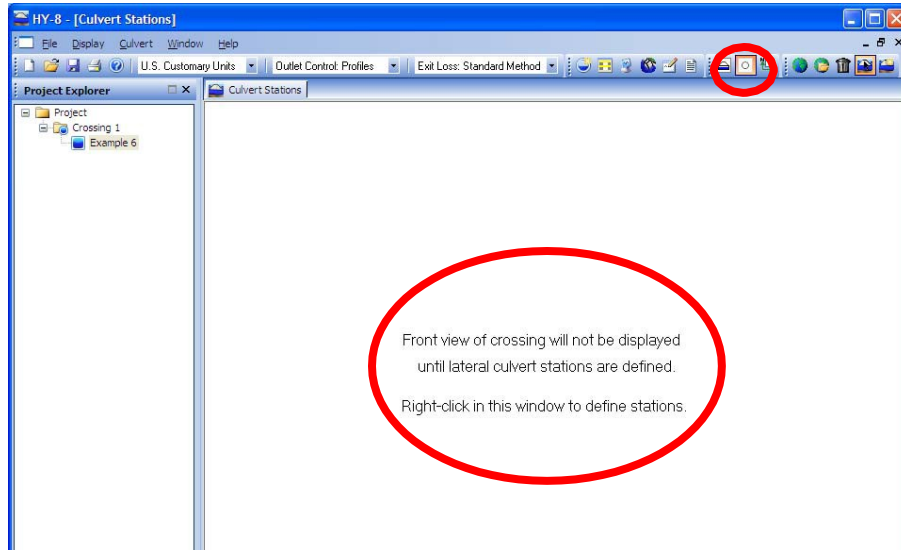 HY-8 - [Culvert Stations]
File Display Culvert Window Help
U.S. Customary Units Outlet Control: Profiles Exit Loss: Standard Method
Project Explorer
Culvert Stations
Project
Crossing 1
Example 6
Front view of crossing will not be displayed
until lateral culvert stations are defined.
Right-click in this window to define stations.